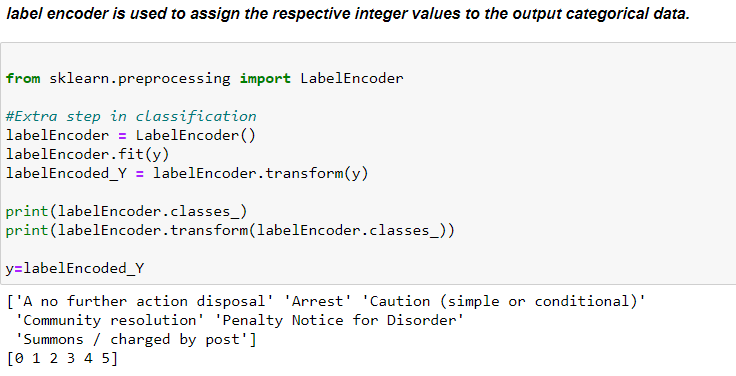 label encoder is used to assign the respective integer values to the output categorical data.
from sklearn.preprocessing import LabelEncoder
#Extra step in classification
labelEncoder = LabelEncoder()
labelEncoder.fit(y)
labelEncoded_Y = labelEncoder.transform(y)
print(labelEncoder.classes_)
print(labelEncoder.transform(labelEncoder.classes_))
y=labelEncoded_Y
['A no further action disposal' 'Arrest' 'Caution (simple or conditional)'
 'Community resolution' 'Penalty Notice for Disorder'
 'Summons / charged by post']
[0 1 2 3 4 5]